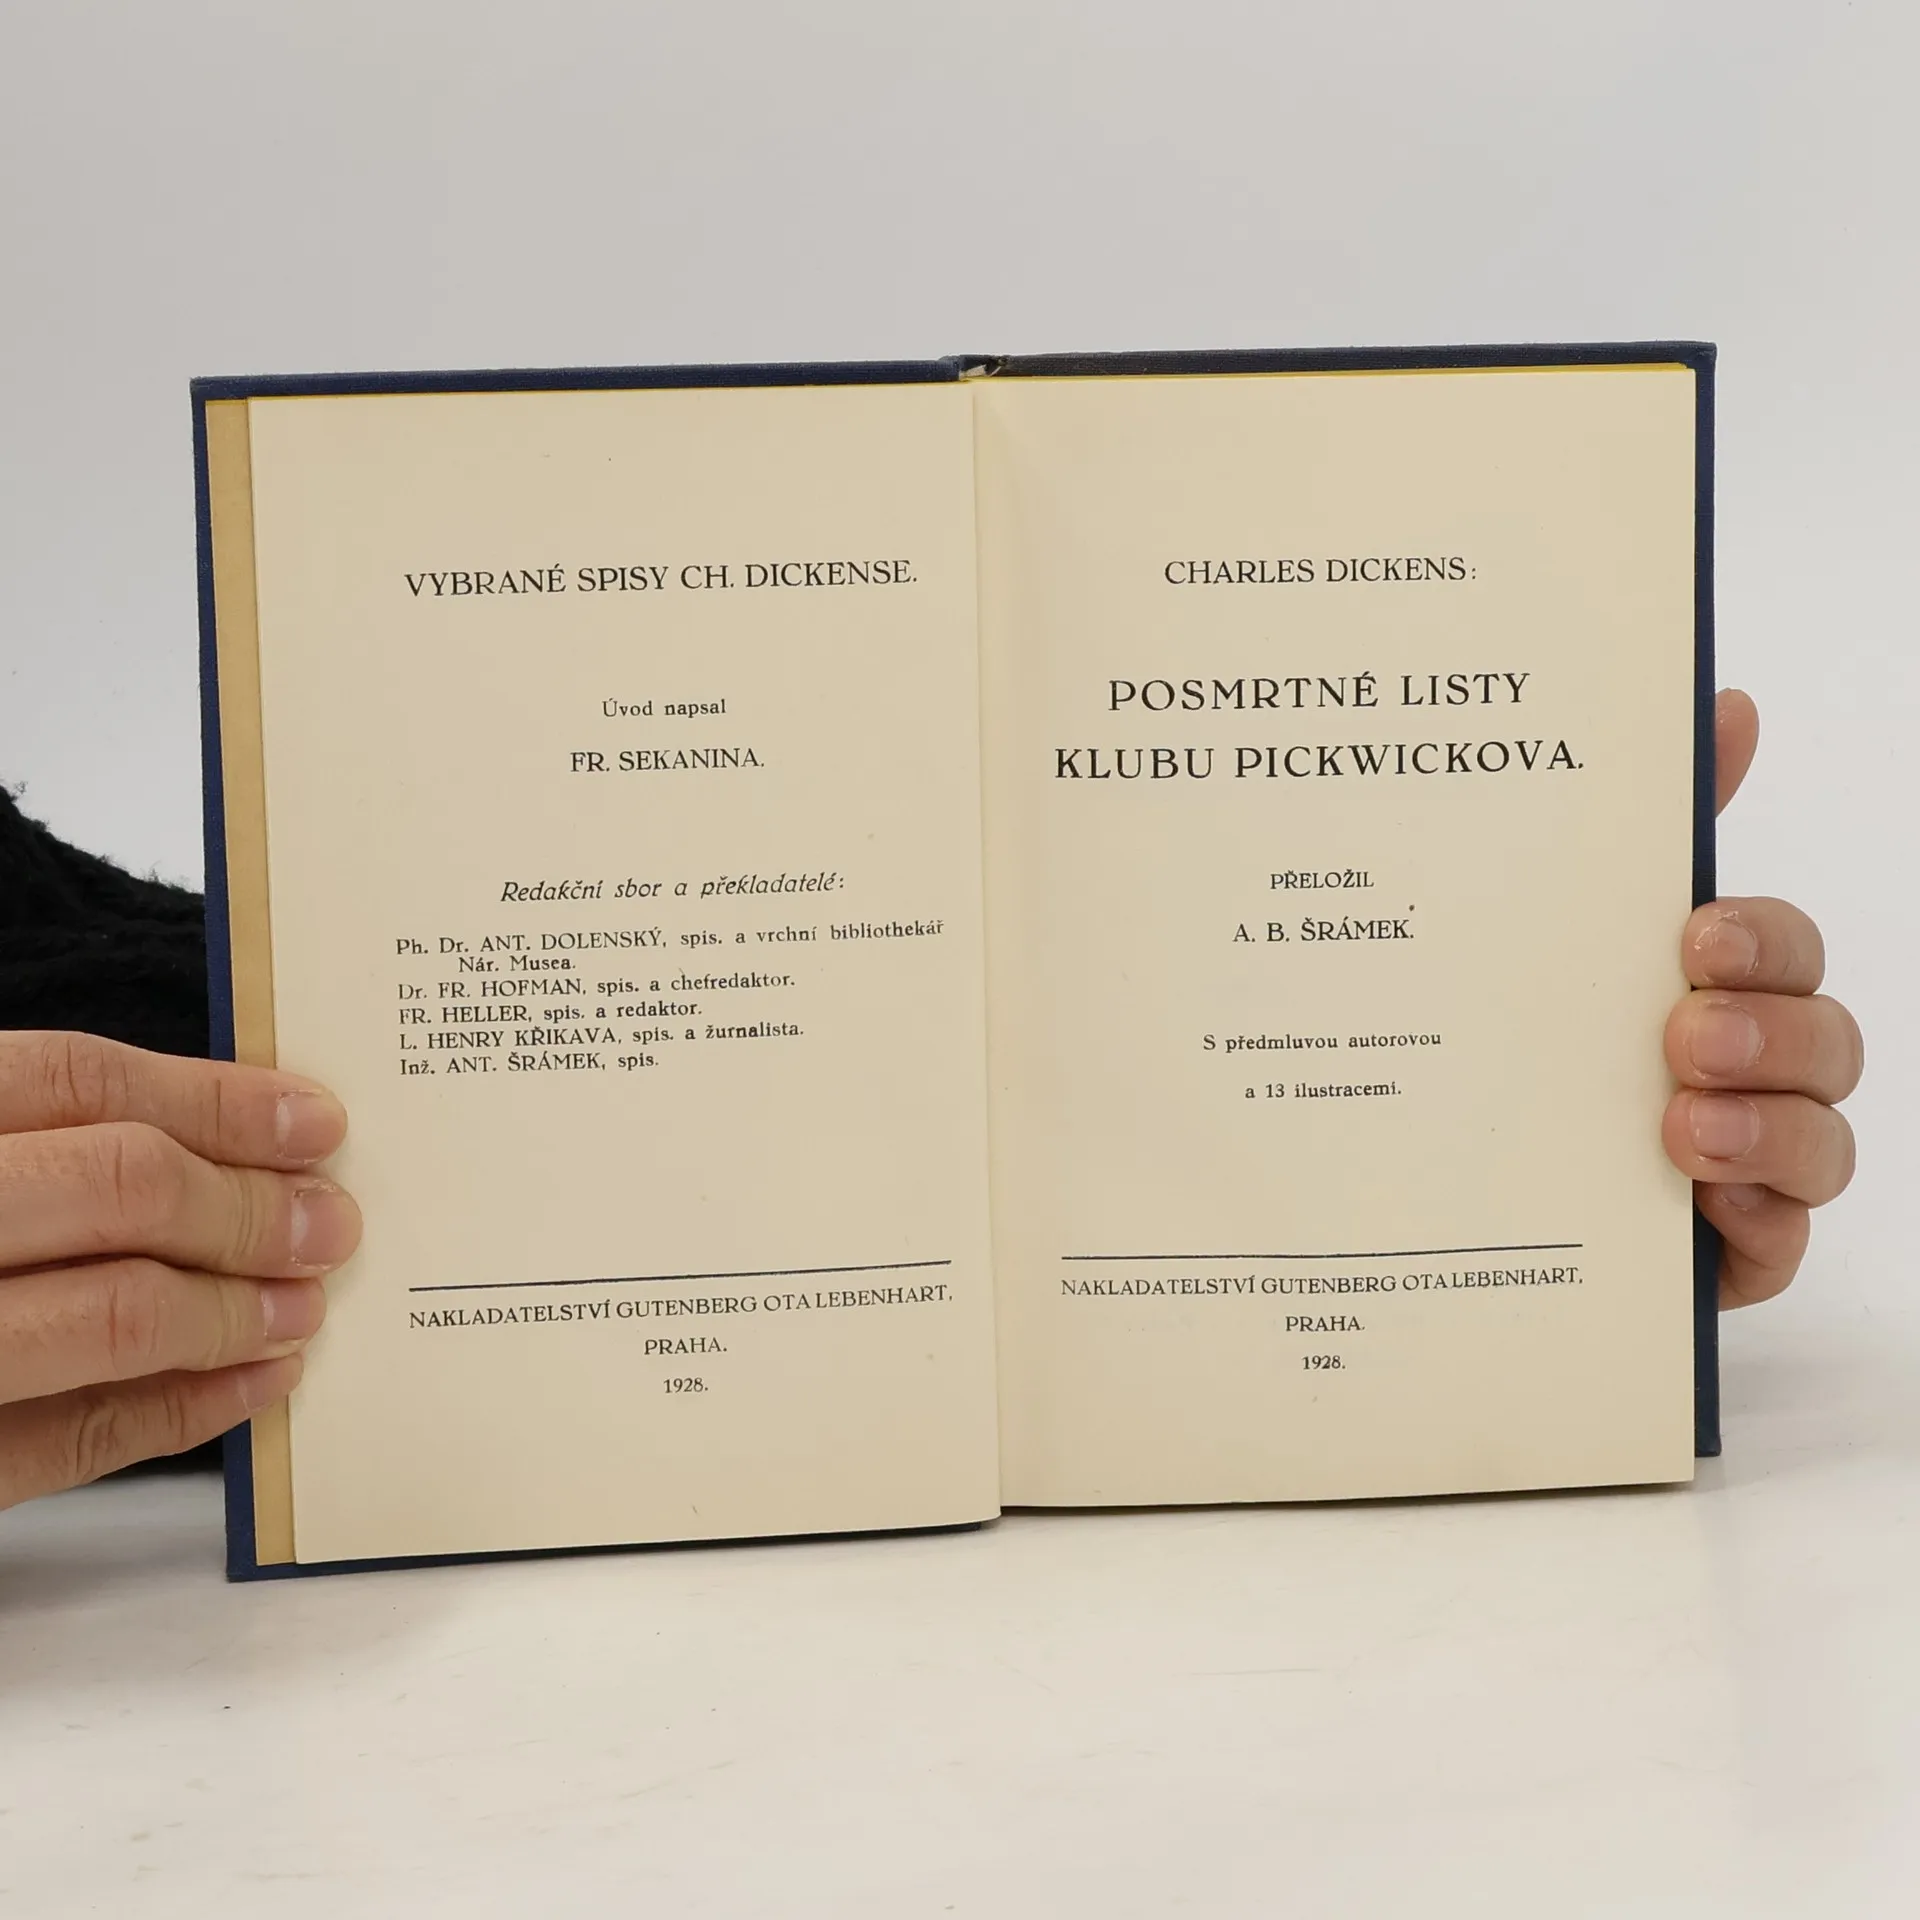 VYBRANÉ SPISY CH. DICKENSE.
Úvod napsal
FR. SEKANINA.
Redakční sbor a překladatelé:
Ph. Dr. ANT. DOLENSKÝ, spis. a vrchní bibliothekář
Nár. Musea.
Dr. FR. HOFMAN, spis. a chefredaktor.
FR. HELLER, spis. a redaktor.
L. HENRY KŘIKAVA, spis. a žurnalista.
Inž. ANT. ŠRÁMEK, spis.
NAKLADATELSTVÍ GUTENBERG OTA LEBENHART,
PRAHA.
1928.
CHARLES DICKENS:
POSMRTNÉ LISTY
KLUBU PICKWICKOVA.
PŘELOŽIL
A. B. ŠRÁMEK.
S předmluvou autorovou
a 13 ilustracemi.
NAKLADATELSTVÍ GUTENBERG OTA LEBENHART,
PRAHA.
1928.